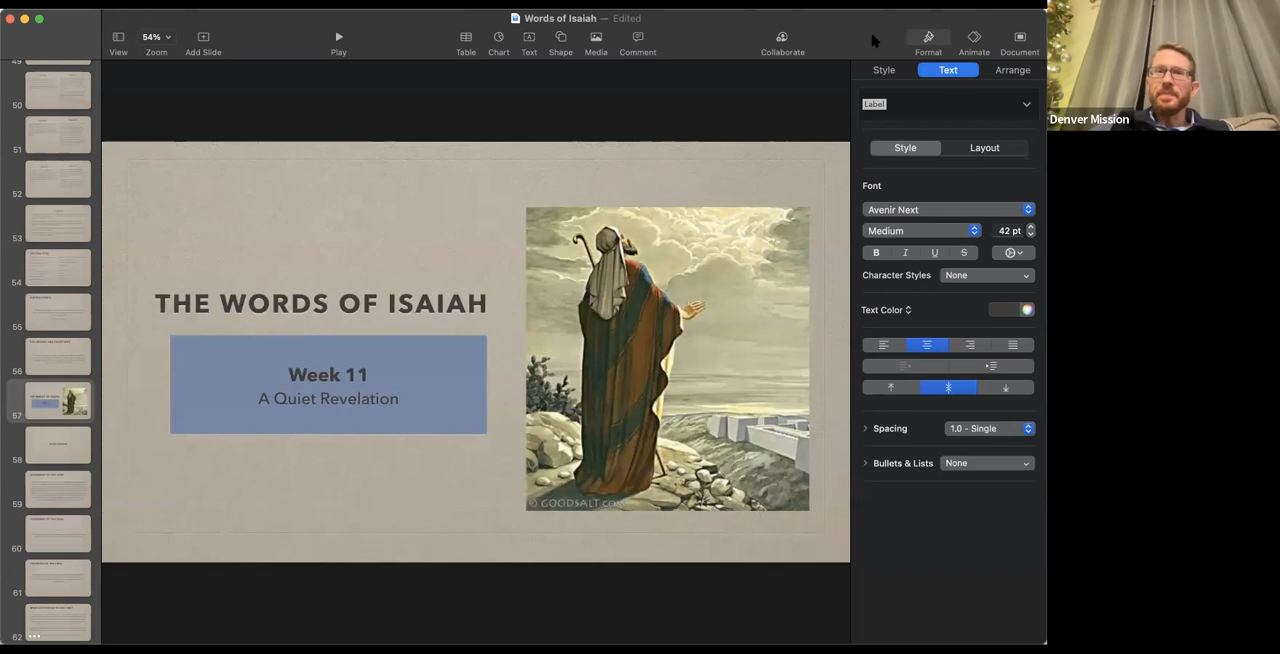 Words of Isaiah — Edited
54%
View
Zoom
Add Slide
Play
Table
Chart
Text
Shape
Media
Comment
Collaborate
Format
Animate
Document
Style
Text
Arrange
Label
Style
Layout
Font
Avenir Next
Medium
42 pt
B I U S
Character Styles
None
Text Color
Spacing
1.0 - Single
Bullets & Lists
None
THE WORDS OF ISAIAH
Week 11
A Quiet Revelation
© GOODSALT.COM
49
50
51
52
53
54
55
56
57
58
59
60
61
62
Denver Mission